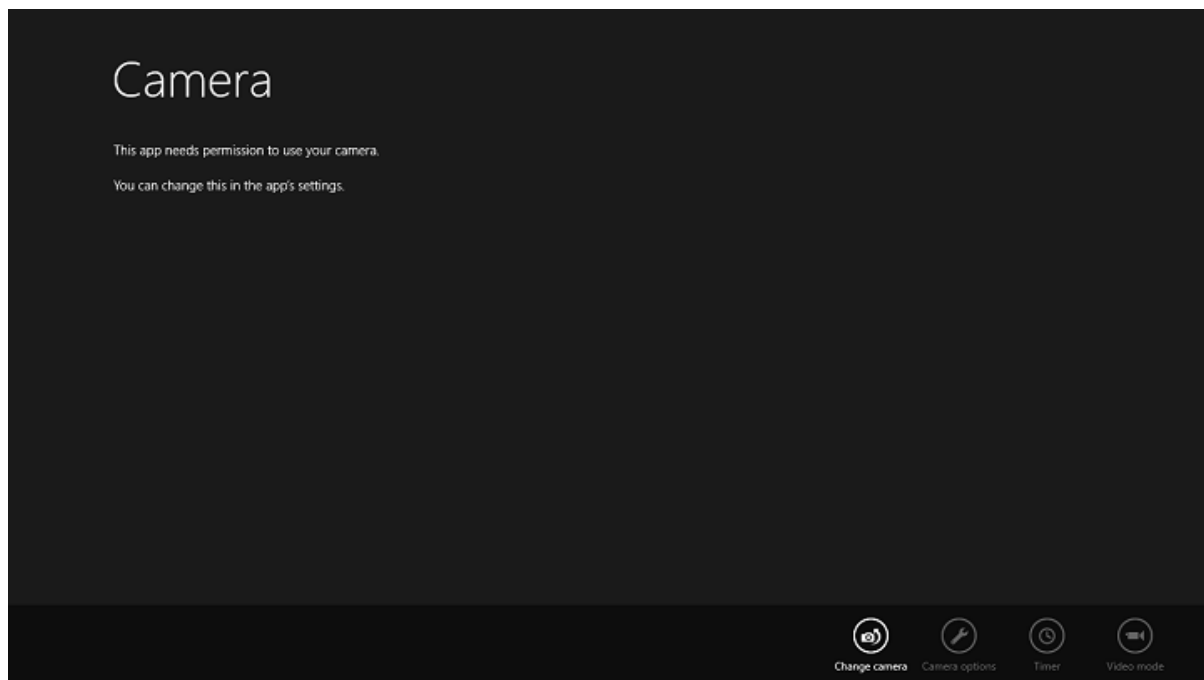 Camera
This app needs permission to use your camera.
You can change this in the app's settings.
Change camera
Camera options
Timer
Video mode